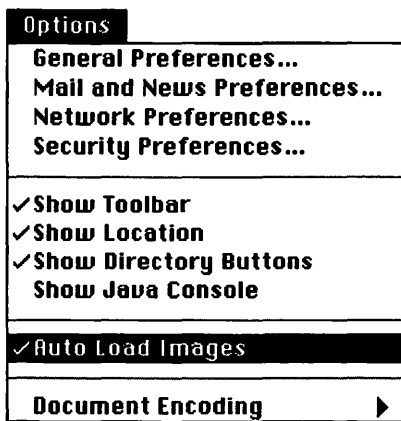 Options
General Preferences...
Mail and News Preferences...
Network Preferences...
Security Preferences...
✓Show Toolbar
✓Show Location
✓Show Directory Buttons
Show Java Console
✓Auto Load Images
Document Encoding ▶